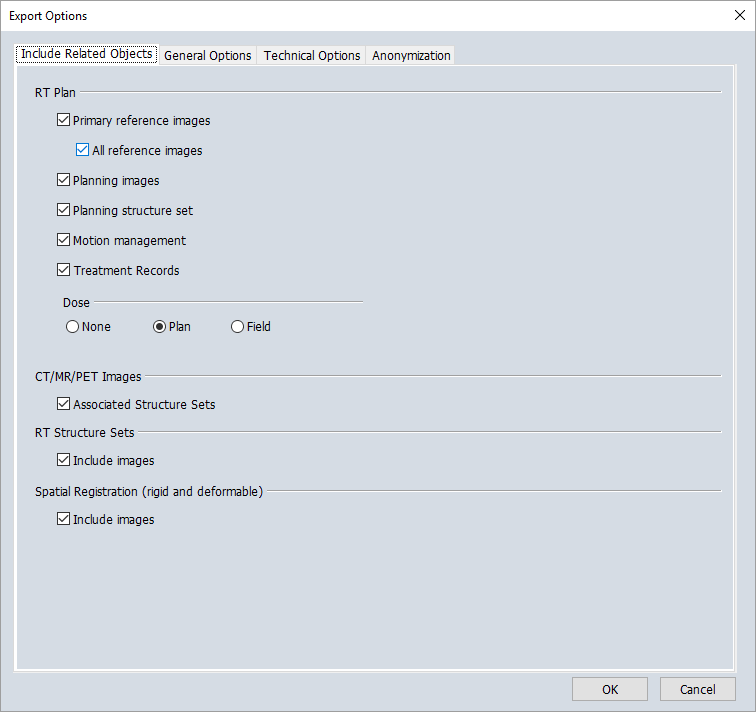 Export Options
Include Related Objects General Options Technical Options Anonymization
RT Plan
Primary reference images
All reference images
Planning images
Planning structure set
Motion management
Treatment Records
Dose
None Plan Field
CT/MR/PET Images
Associated Structure Sets
RT Structure Sets
Include images
Spatial Registration (rigid and deformable)
Include images
OK Cancel